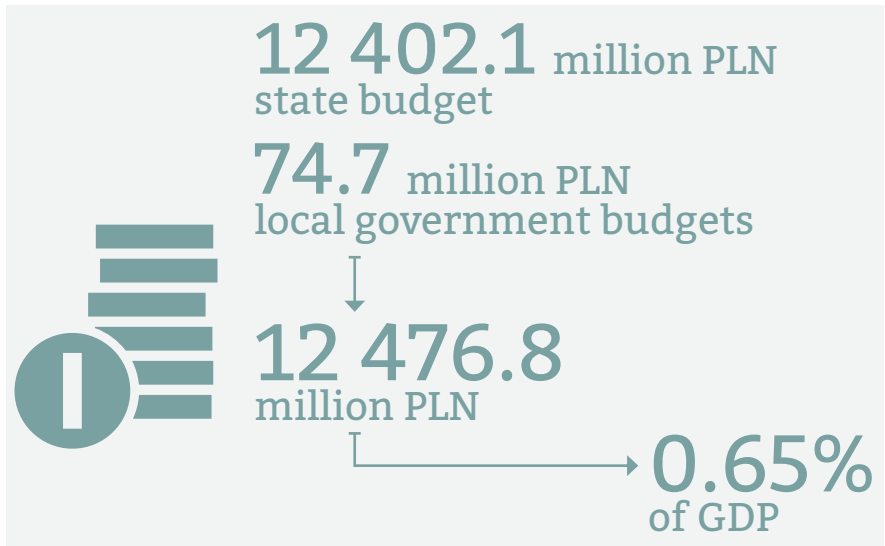 12 402.1 million PLN
state budget
74.7 million PLN
local government budgets
12 476.8
million PLN
0.65%
of GDP